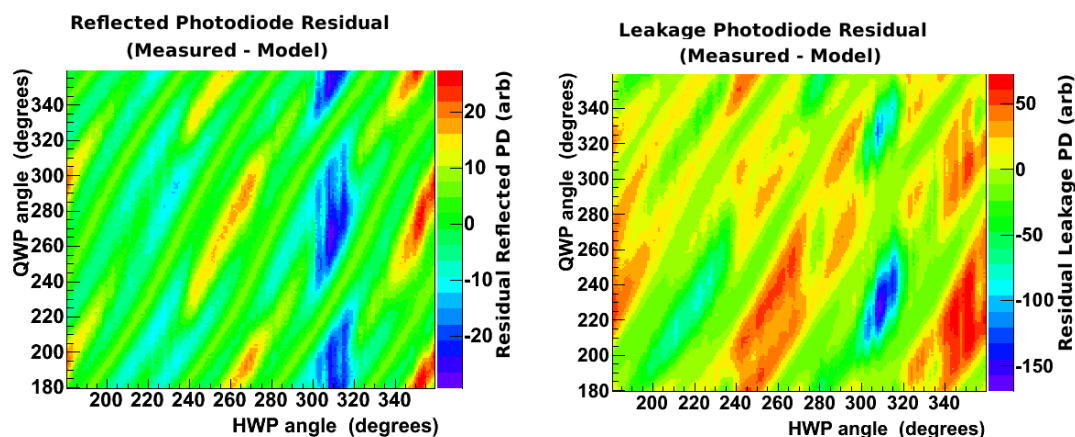 Reflected Photodiode Residual
(Measured - Model)
QWP angle (degrees)
340
320
300
280
260
240
220
200
180
200 220 240 260 280 300 320 340
HWP angle (degrees)
20
10
0
-10
-20
Residual Reflected PD (arb)
Leakage Photodiode Residual
(Measured - Model)
QWP angle (degrees)
340
320
300
280
260
240
220
200
180
200 220 240 260 280 300 320 340
HWP angle (degrees)
50
0
-50
-100
-150
Residual Leakage PD (arb)